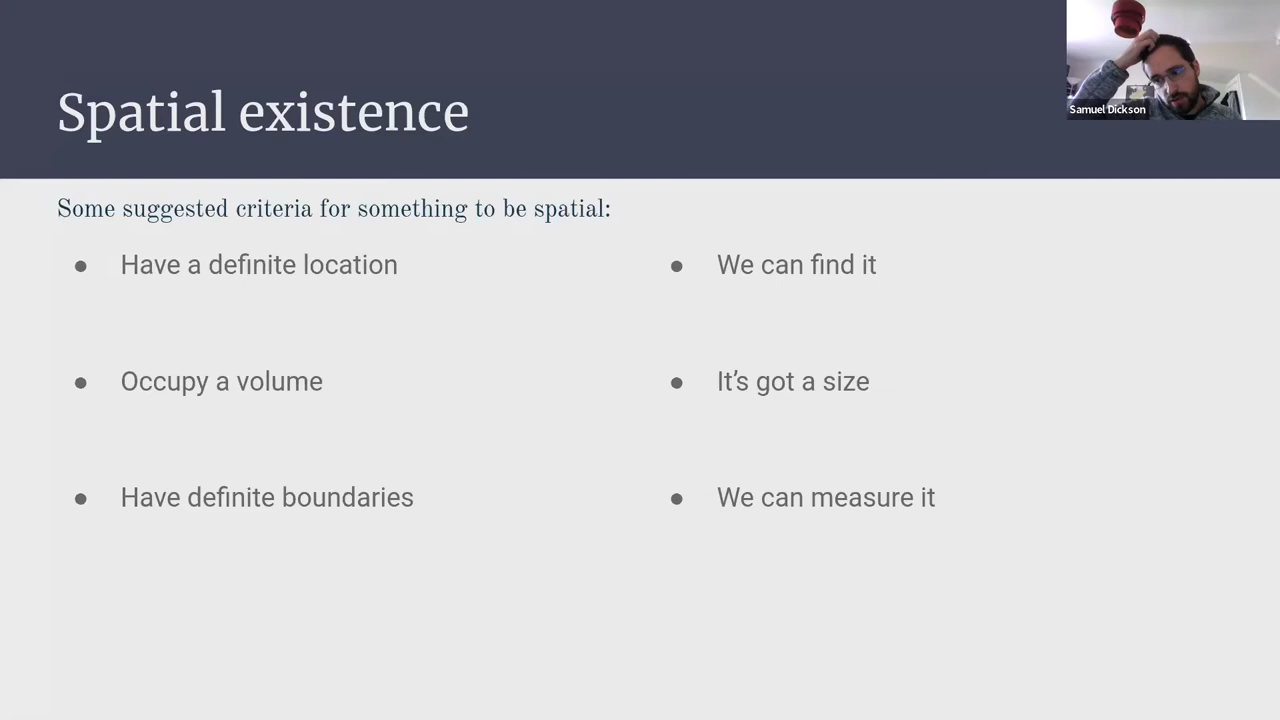 Spatial existence
Samuel Dickson
Some suggested criteria for something to be spatial:
● Have a definite location
● Occupy a volume
● Have definite boundaries
● We can find it
● It’s got a size
● We can measure it